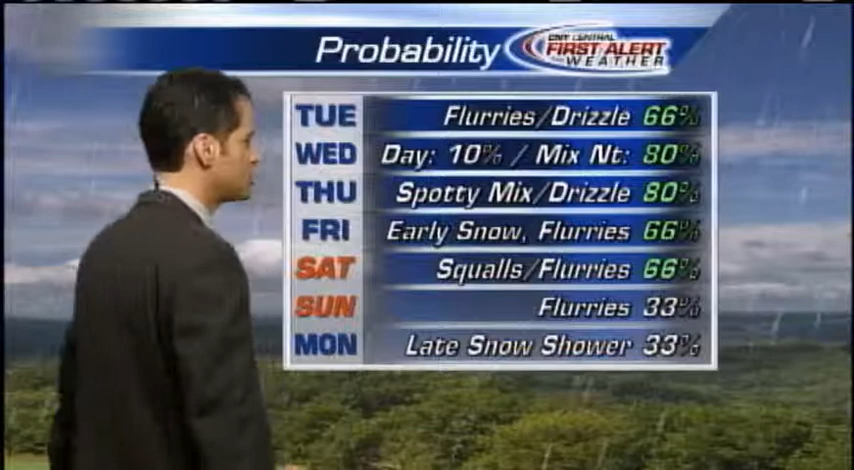 Probability
CNY CENTRAL
FIRST ALERT
WEATHER
TUE Flurries/Drizzle 66%
WED Day: 10% / Mix Nt: 80%
THU Spotty Mix/Drizzle 80%
FRI Early Snow, Flurries 66%
SAT Squalls/Flurries 66%
SUN Flurries 33%
MON Late Snow Shower 33%